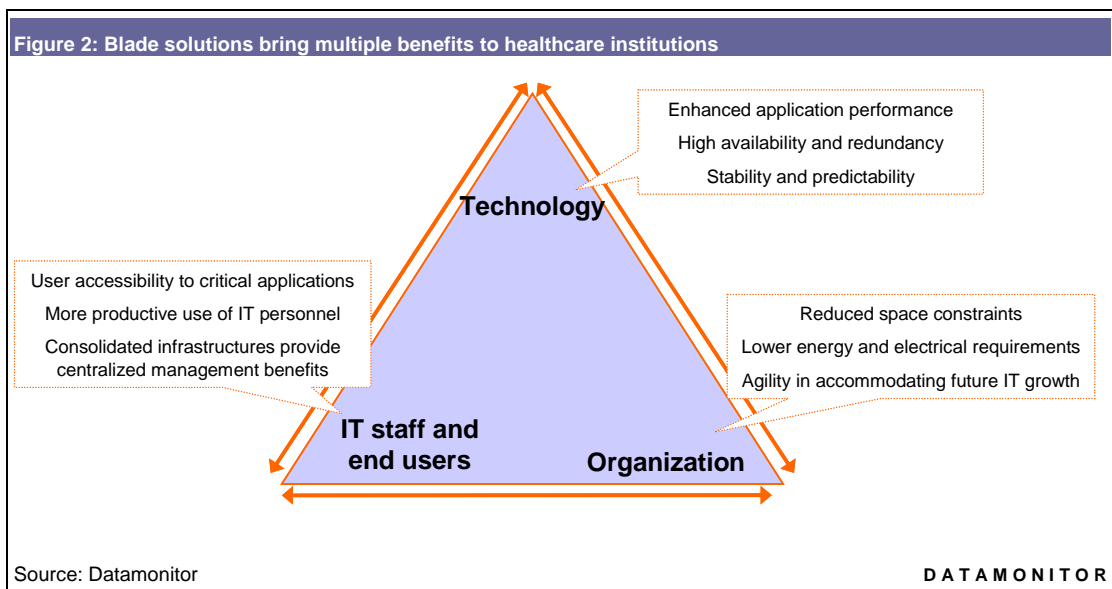 Figure 2: Blade solutions bring multiple benefits to healthcare institutions
Enhanced application performance
High availability and redundancy
Stability and predictability
Technology
User accessibility to critical applications
More productive use of IT personnel
Consolidated infrastructures provide
centralized management benefits
Reduced space constraints
Lower energy and electrical requirements
Agility in accommodating future IT growth
IT staff and
end users
Organization
Source: Datamonitor
DATAMONITOR